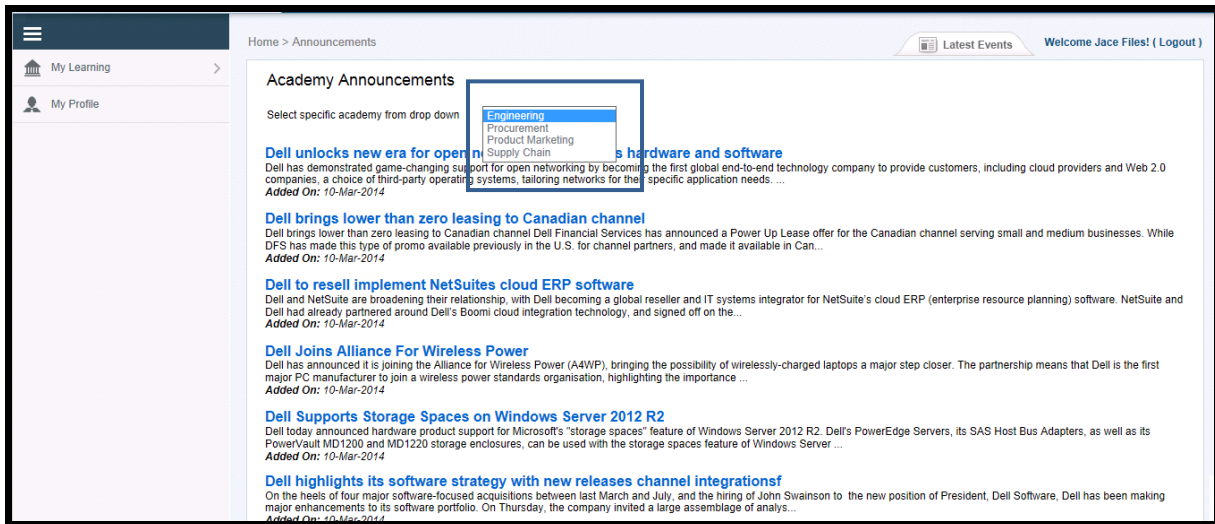 Home > Announcements
Latest Events
Welcome Jace Files! ( Logout )
My Learning
My Profile
Academy Announcements
Select specific academy from drop down
Engineering
Procurement
Product Marketing
Supply Chain
Dell unlocks new era for open n s hardware and software
Dell has demonstrated game-changing support for open networking by becoming the first global end-to-end technology company to provide customers, including cloud providers and Web 2.0
companies, a choice of third-party operating systems, tailoring networks for their specific application needs. ...
Added On: 10-Mar-2014
Dell brings lower than zero leasing to Canadian channel
Dell brings lower than zero leasing to Canadian channel Dell Financial Services has announced a Power Up Lease offer for the Canadian channel serving small and medium businesses. While
DFS has made this type of promo available previously in the U.S. for channel partners, and made it available in Can...
Added On: 10-Mar-2014
Dell to resell implement NetSuites cloud ERP software
Dell and NetSuite are broadening their relationship, with Dell becoming a global reseller and IT systems integrator for NetSuite's cloud ERP (enterprise resource planning) software. NetSuite and
Dell had already partnered around Dell's Boomi cloud integration technology, and signed off on the...
Added On: 10-Mar-2014
Dell Joins Alliance For Wireless Power
Dell has announced it is joining the Alliance for Wireless Power (A4WP), bringing the possibility of wirelessly-charged laptops a major step closer. The partnership means that Dell is the first
major PC manufacturer to join a wireless power standards organisation, highlighting the importance ...
Added On: 10-Mar-2014
Dell Supports Storage Spaces on Windows Server 2012 R2
Dell today announced hardware product support for Microsoft's "storage spaces" feature of Windows Server 2012 R2. Dell's PowerEdge Servers, its SAS Host Bus Adapters, as well as its
PowerVault MD1200 and MD1220 storage enclosures, can be used with the storage spaces feature of Windows Server ...
Added On: 10-Mar-2014
Dell highlights its software strategy with new releases channel integrationsf
On the heels of four major software-focused acquisitions between last March and July, and the hiring of John Swainson to the new position of President, Dell Software, Dell has been making
major enhancements to its software portfolio. On Thursday, the company invited a large assemblage of analys...
Added On: 10-Mar-2014